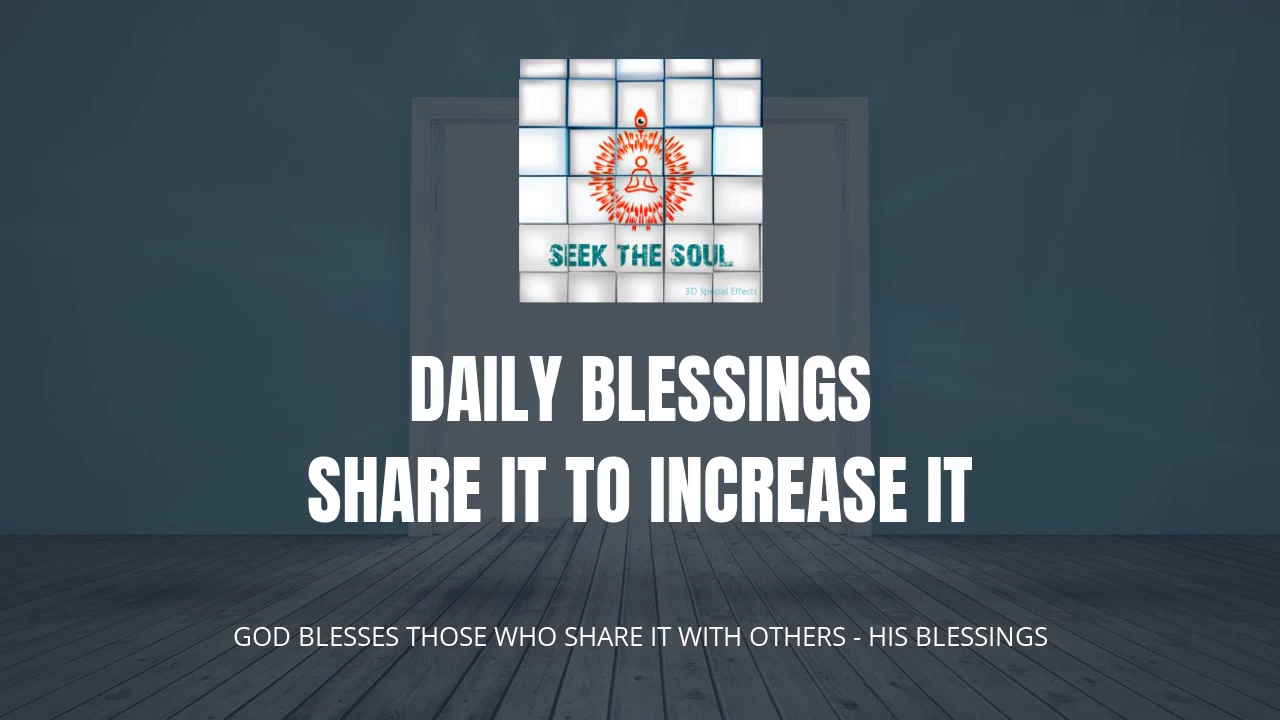 SEEK THE SOUL
3D Special Effects
DAILY BLESSINGS
SHARE IT TO INCREASE IT
GOD BLESSES THOSE WHO SHARE IT WITH OTHERS - HIS BLESSINGS